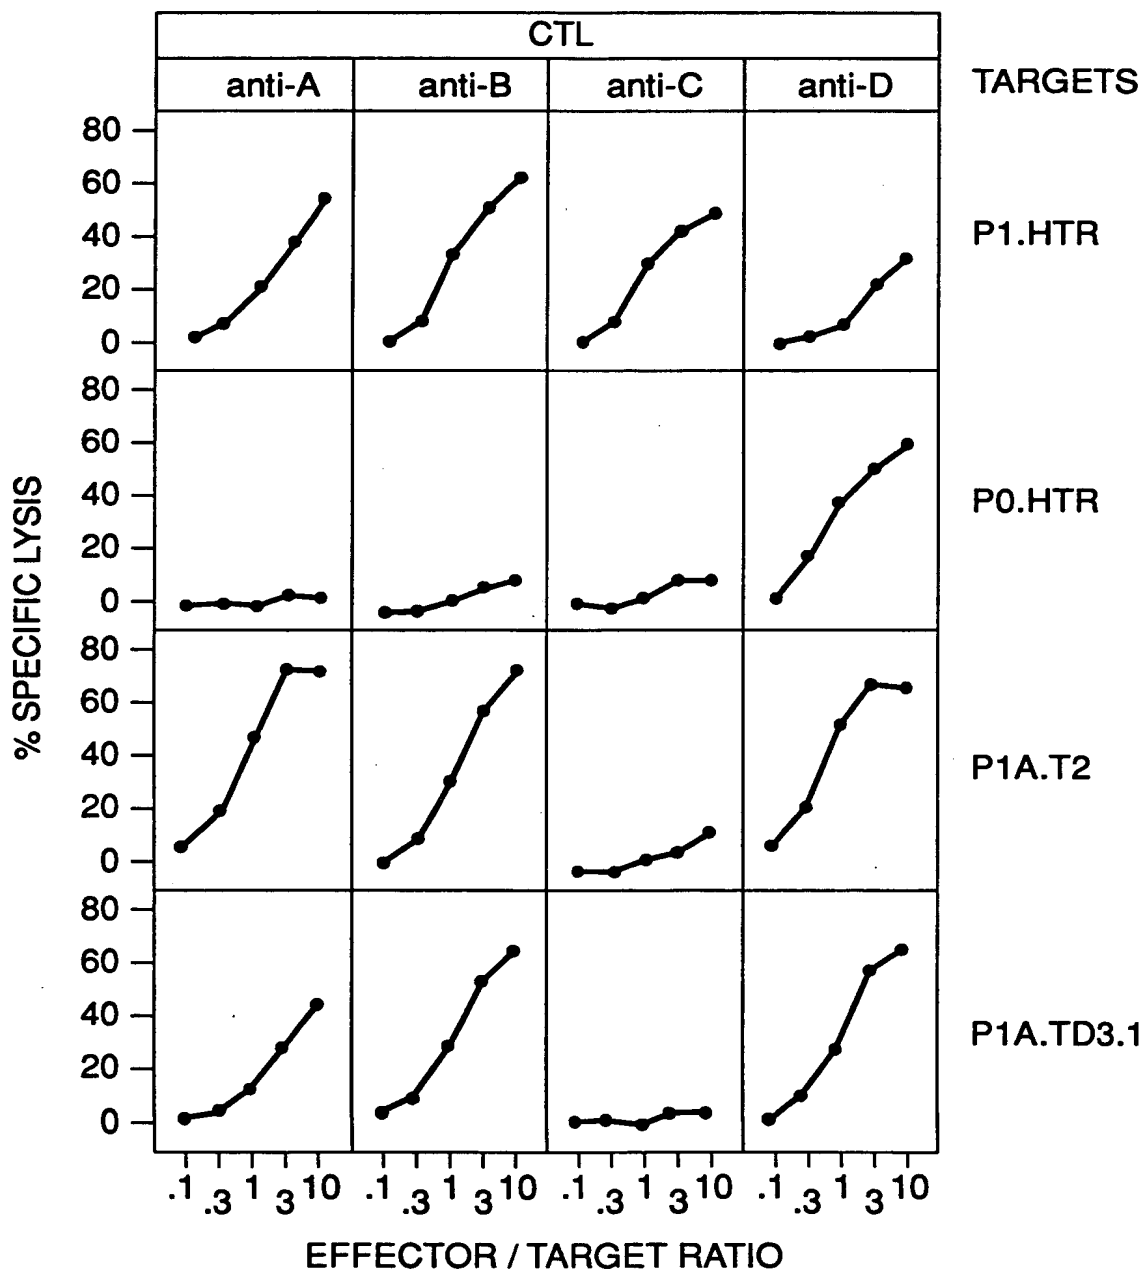 CTL
anti-A anti-B anti-C anti-D TARGETS
80
60
40
20
0
P1.HTR
80
60
40
20
0
P0.HTR
80
60
40
20
0
P1A.T2
80
60
40
20
0
P1A.TD3.1
% SPECIFIC LYSIS
.1 .3 1 3 10 .1 .3 1 3 10 .1 .3 1 3 10 .1 .3 1 3 10
EFFECTOR / TARGET RATIO